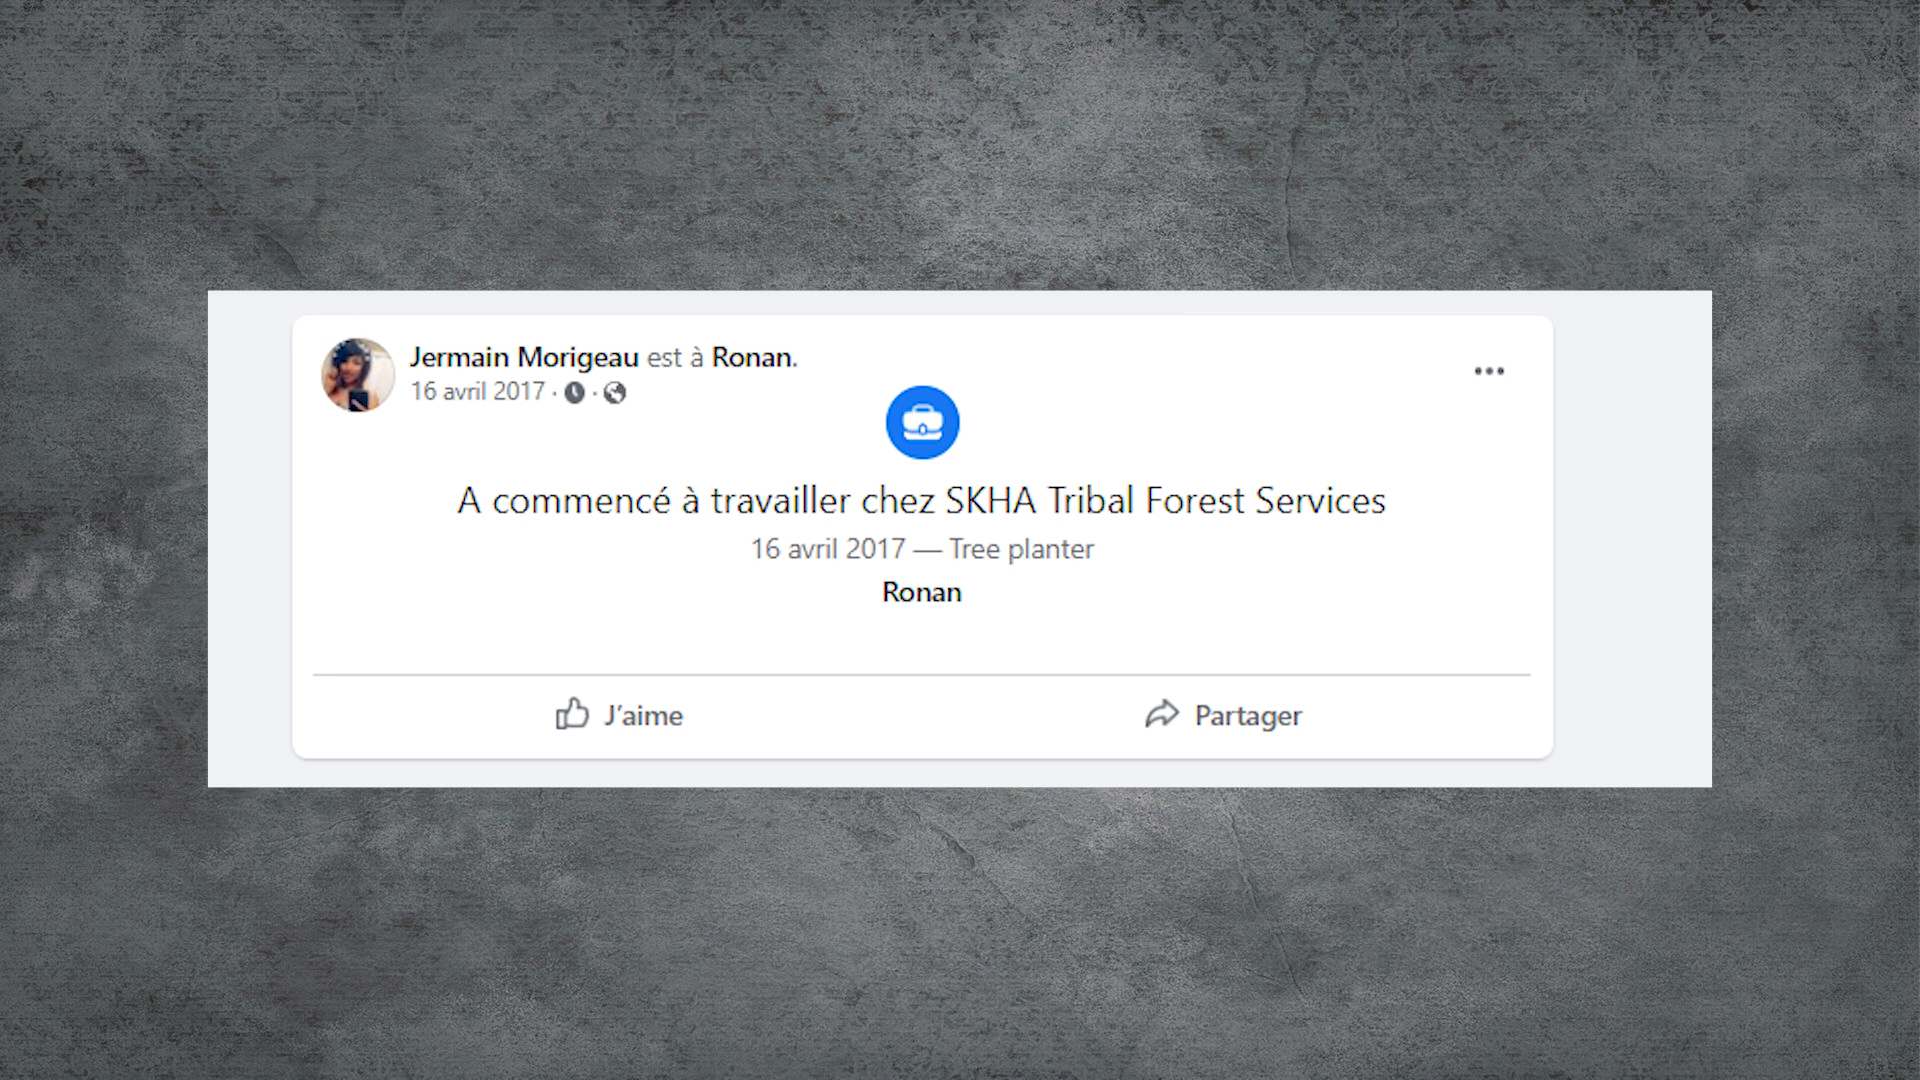 Jermain Morigeau est à Ronan.
16 avril 2017 · ·
A commencé à travailler chez SKHA Tribal Forest Services
16 avril 2017 — Tree planter
Ronan
J'aime
Partager